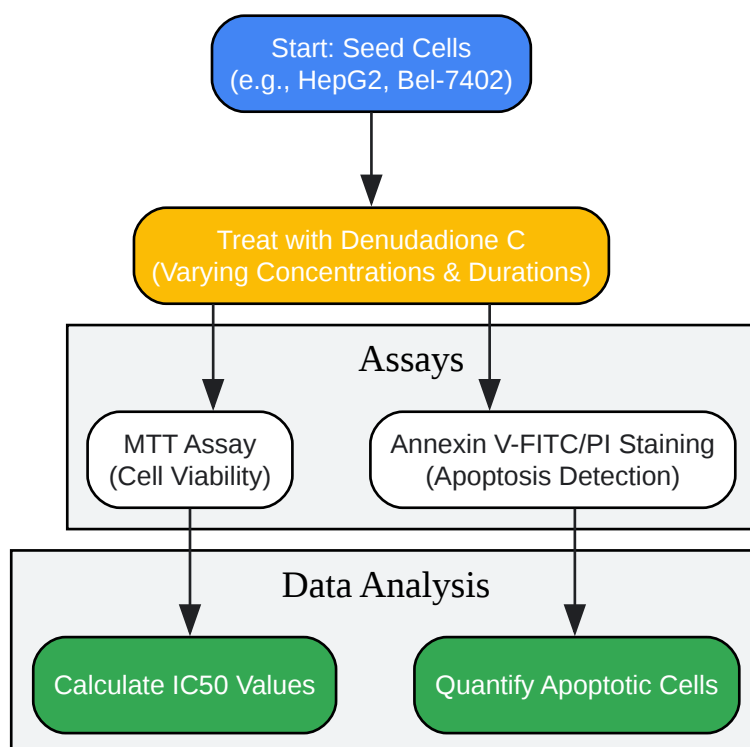 Start: Seed Cells
(e.g., HepG2, Bel-7402)
Treat with Denudadione C
(Varying Concentrations & Durations)
Assays
MTT Assay
(Cell Viability)
Annexin V-FITC/PI Staining
(Apoptosis Detection)
Data Analysis
Calculate IC50 Values
Quantify Apoptotic Cells